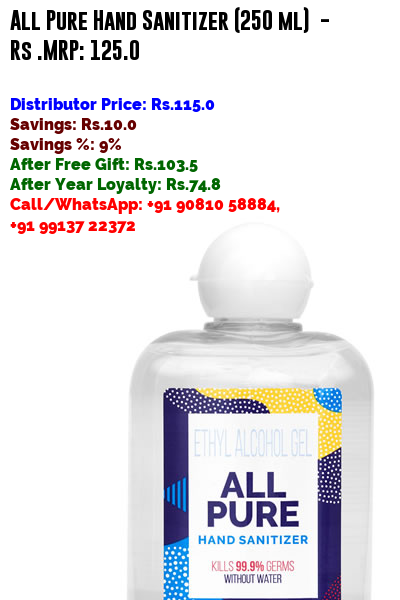 All Pure Hand Sanitizer (250 ml) -
Rs .MRP: 125.0
Distributor Price: Rs.115.0
Savings: Rs.10.0
Savings %: 9%
After Free Gift: Rs.103.5
After Year Loyalty: Rs.74.8
Call/WhatsApp: +91 90810 58884,
+91 99137 22372
ETHYL ALCOHOL GEL
ALL
PURE
HAND SANITIZER
KILLS 99.9% GERMS
WITHOUT WATER